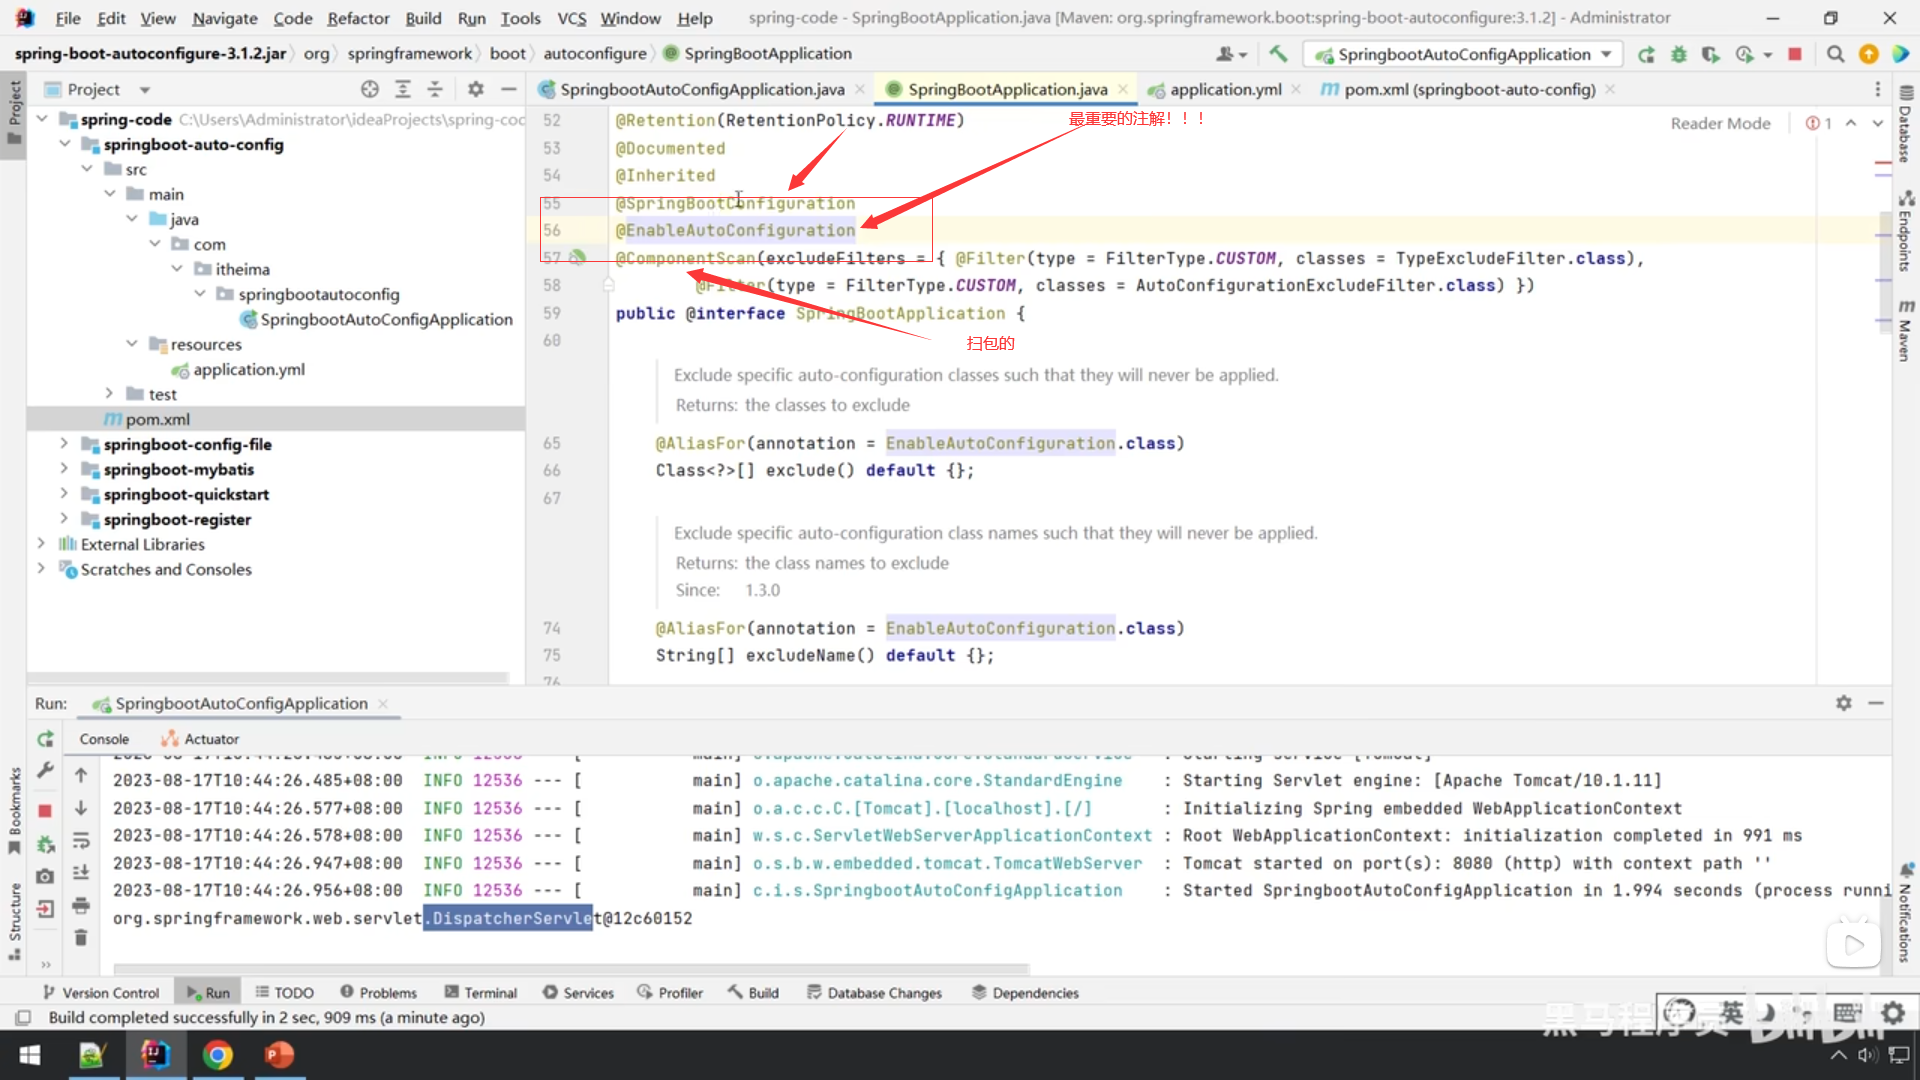 File Edit View Navigate Code Refactor Build Run Tools VCS Window Help spring-code - SpringBootApplication.java [Maven: org.springframework.boot:spring-boot-autoconfigure:3.1.2] - Administrator
spring-boot-autoconfigure-3.1.2.jar org springframework boot autoconfigure SpringBootApplication SpringbootAutoConfigApplication
Project
SpringbootAutoConfigApplication.java SpringBootApplication.java application.yml pom.xml (springboot-auto-config)
Project
spring-code C:\Users\Administrator\ideaProjects\spring-coc
springboot-auto-config
src
main
java
com
itheima
springbootautoconfig
SpringbootAutoConfigApplication
resources
application.yml
test
pom.xml
springboot-config-file
springboot-mybatis
springboot-quickstart
springboot-register
External Libraries
Scratches and Consoles
Reader Mode 1
52 @Retention(RetentionPolicy.RUNTIME)
最重要的注解！！！
53 @Documented
54 @Inherited
55 @SpringBootConfiguration
56 @EnableAutoConfiguration
57 @ComponentScan(excludeFilters = { @Filter(type = FilterType.CUSTOM, classes = TypeExcludeFilter.class),
58 @Filter(type = FilterType.CUSTOM, classes = AutoConfigurationExcludeFilter.class) })
59 public @interface SpringBootApplication {
60
扫包的
Exclude specific auto-configuration classes such that they will never be applied.
Returns: the classes to exclude
65 @AliasFor(annotation = EnableAutoConfiguration.class)
66 Class<?>[] exclude() default {};
67
Exclude specific auto-configuration class names such that they will never be applied.
Returns: the class names to exclude
Since: 1.3.0
74 @AliasFor(annotation = EnableAutoConfiguration.class)
75 String[] excludeName() default {};
76
Database
Endpoints
Maven
Notifications
Bookmarks
Structure
Run: SpringbootAutoConfigApplication
Console Actuator
2023-08-17T10:44:26.485+08:00 INFO 12536 --- [ main] o.apache.catalina.core.StandardEngine : Starting Servlet engine: [Apache Tomcat/10.1.11]
2023-08-17T10:44:26.577+08:00 INFO 12536 --- [ main] o.a.c.c.C.[Tomcat].[localhost].[/] : Initializing Spring embedded WebApplicationContext
2023-08-17T10:44:26.578+08:00 INFO 12536 --- [ main] w.s.c.ServletWebServerApplicationContext : Root WebApplicationContext: initialization completed in 991 ms
2023-08-17T10:44:26.947+08:00 INFO 12536 --- [ main] o.s.b.w.embedded.tomcat.TomcatWebServer : Tomcat started on port(s): 8080 (http) with context path ''
2023-08-17T10:44:26.956+08:00 INFO 12536 --- [ main] c.i.s.SpringbootAutoConfigApplication : Started SpringbootAutoConfigApplication in 1.994 seconds (process runni
org.springframework.web.servlet.DispatcherServlet@12c60152
Version Control Run TODO Problems Terminal Services Profiler Build Database Changes Dependencies
Build completed successfully in 2 sec, 909 ms (a minute ago)
黑马程序员
英